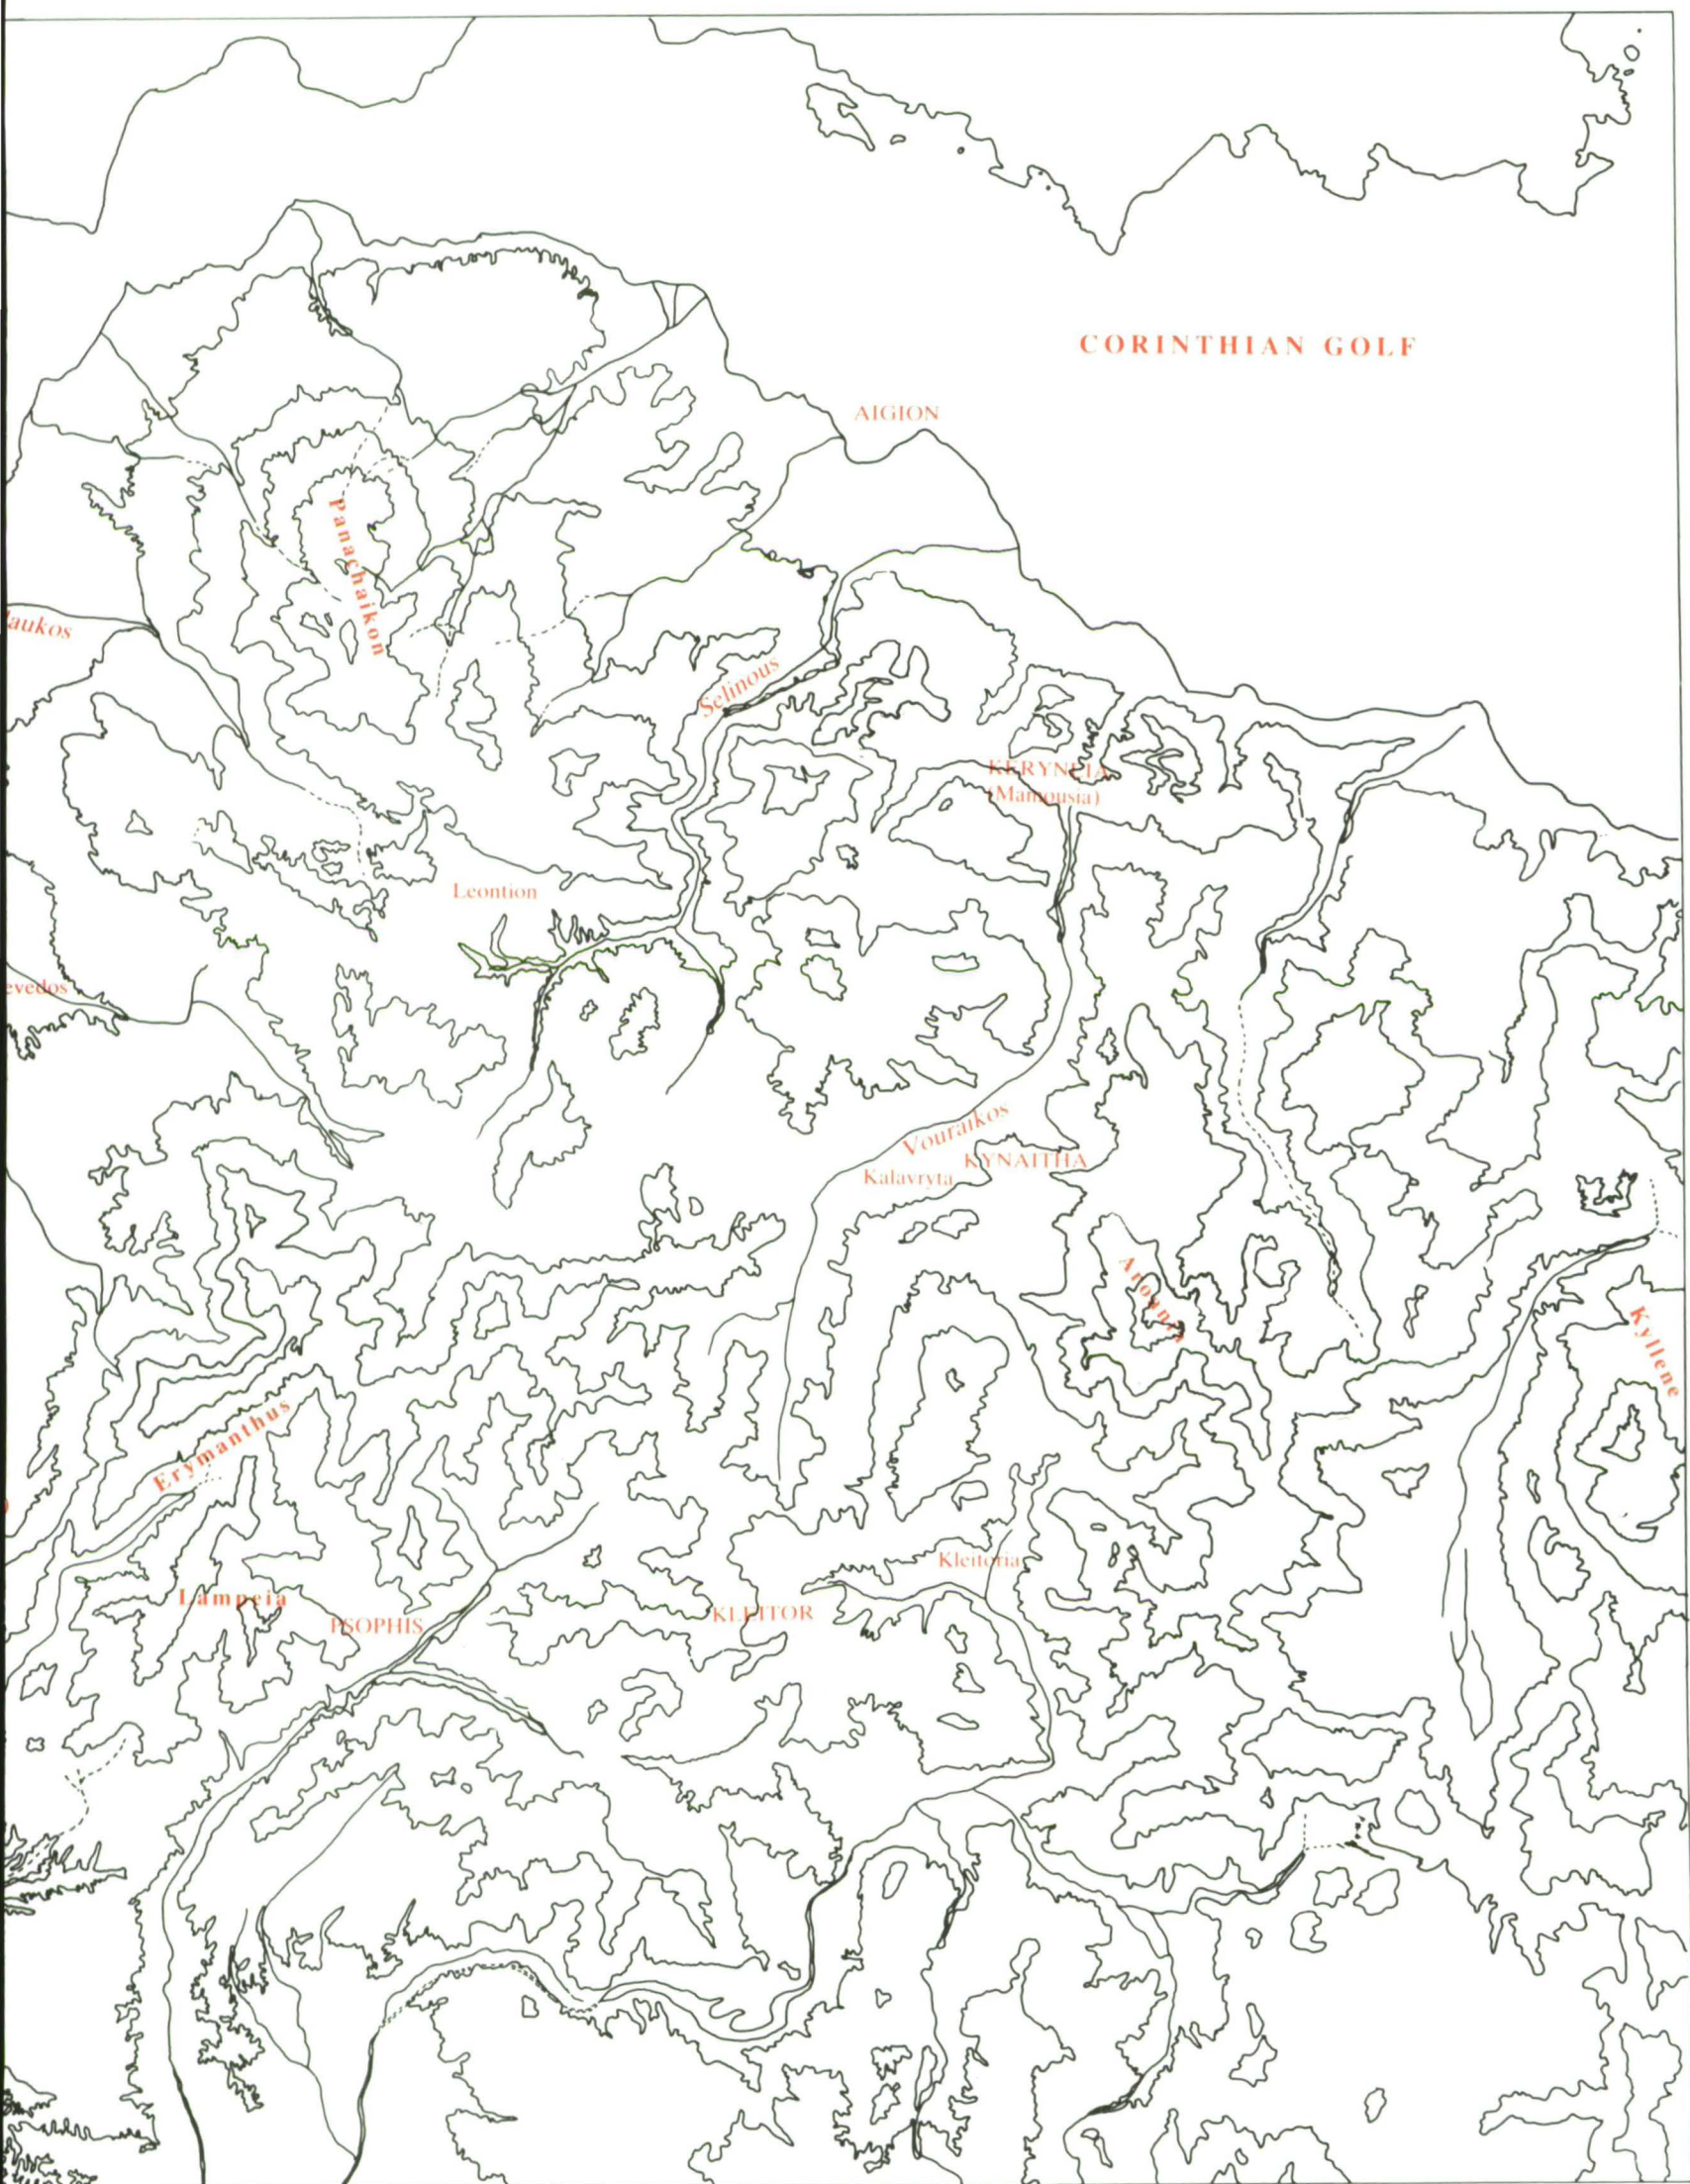 CORINTHIAN GOLF
AIGION
Panachaikon
laukos
Selinous
KERYNEIA
(Mamousia)
Leontion
evedos
Vouraikos
KYNAITHA
Kalavryta
Aroania
Kyllene
Erymanthus
Kleitoria
Lampeia
KLEITOR
PSOPHIS